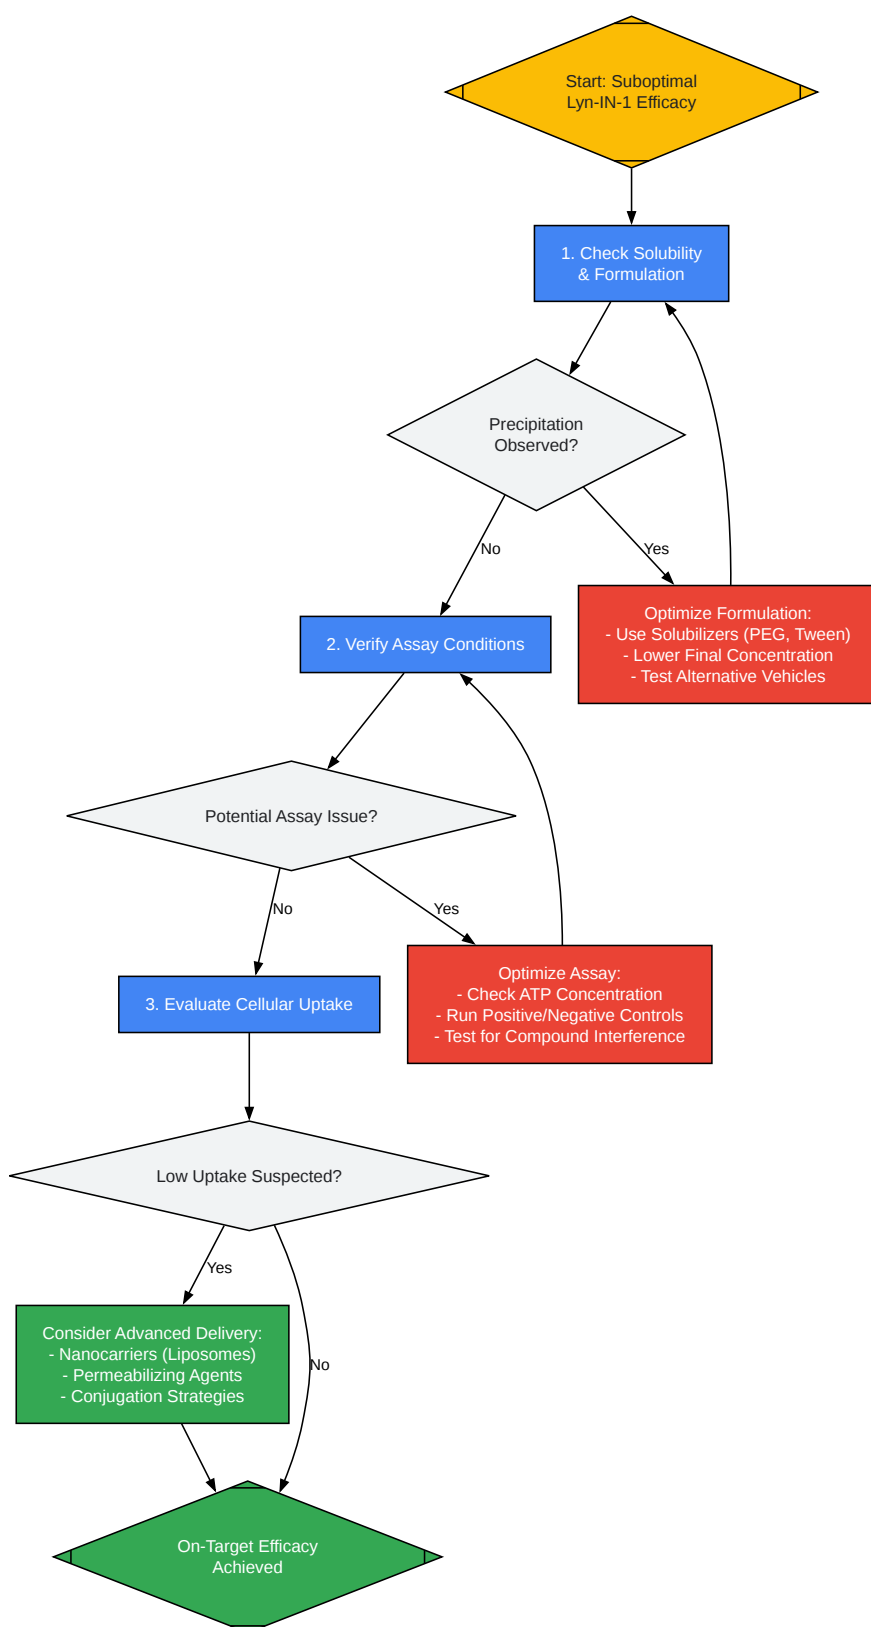 Start: Suboptimal
Lyn-IN-1 Efficacy
1. Check Solubility
& Formulation
Precipitation
Observed?
No
Yes
Optimize Formulation:
- Use Solubilizers (PEG, Tween)
- Lower Final Concentration
- Test Alternative Vehicles
2. Verify Assay Conditions
Potential Assay Issue?
No
Yes
Optimize Assay:
- Check ATP Concentration
- Run Positive/Negative Controls
- Test for Compound Interference
3. Evaluate Cellular Uptake
Low Uptake Suspected?
Yes
No
Consider Advanced Delivery:
- Nanocarriers (Liposomes)
- Permeabilizing Agents
- Conjugation Strategies
On-Target Efficacy
Achieved